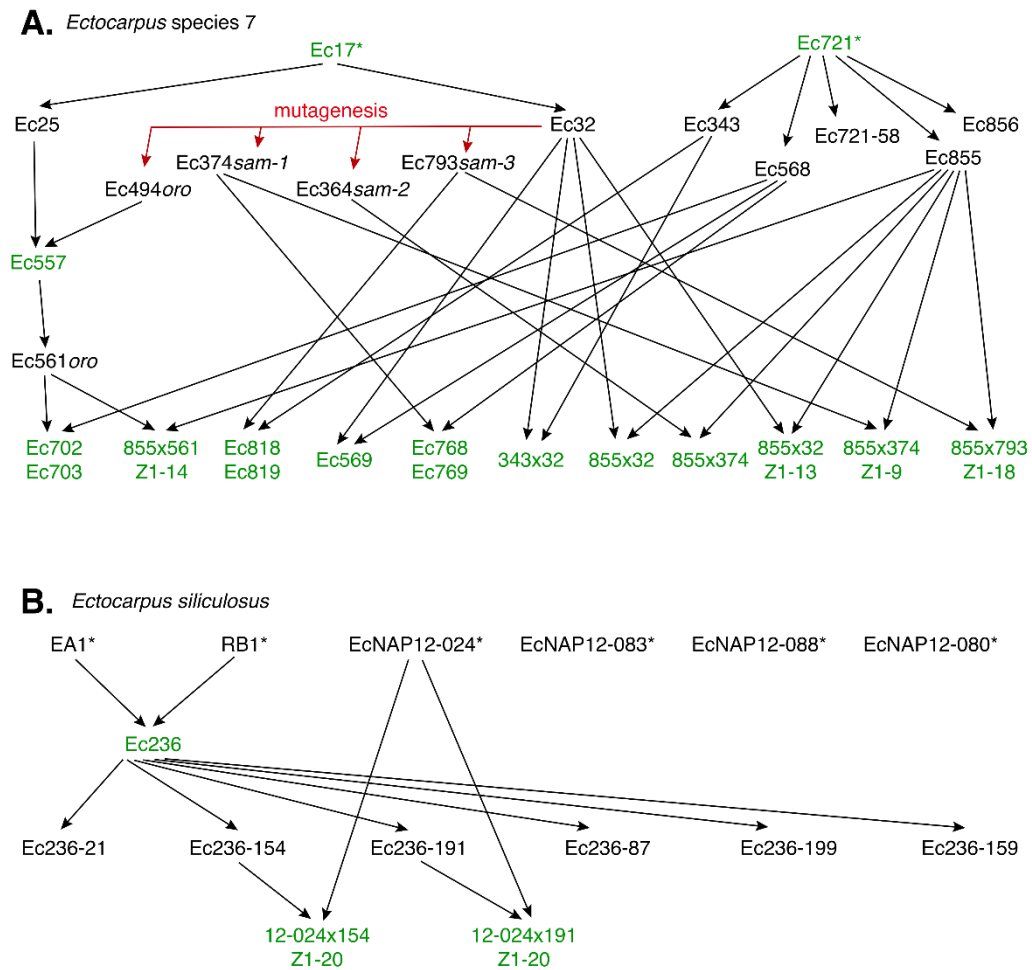 A. Ectocarpus species 7
Ec17*
Ec721*
mutagenesis
Ec25
Ec32
Ec343
Ec721-58
Ec856
Ec374sam-1
Ec793sam-3
Ec568
Ec855
Ec494oro
Ec364sam-2
Ec557
Ec561oro
Ec702
Ec703
855x561
Z1-14
Ec818
Ec819
Ec569
Ec768
Ec769
343x32
855x32
855x374
855x32
Z1-13
855x374
Z1-9
855x793
Z1-18
B. Ectocarpus siliculosus
EA1*
RB1*
EcNAP12-024*
EcNAP12-083*
EcNAP12-088*
EcNAP12-080*
Ec236
Ec236-21
Ec236-154
Ec236-191
Ec236-87
Ec236-199
Ec236-159
12-024x154
Z1-20
12-024x191
Z1-20